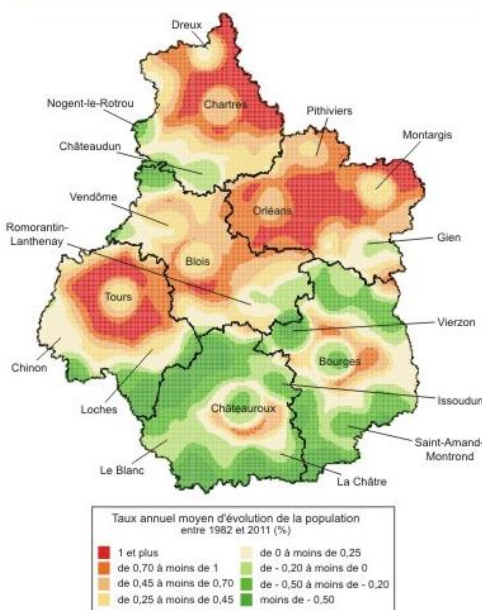 Dreux
Nogent-le-Rotrou
Chartres
Pithiviers
Châteaudun
Montargis
Vendôme
Orléans
Romorantin-
Lanthenay
Gien
Blois
Tours
Vierzon
Bourges
Chinon
Issoudun
Loches
Châteauroux
Saint-Amand-
Montrond
Le Blanc
La Châtre
Taux annuel moyen d'évolution de la population
entre 1982 et 2011 (%)
1 et plus
de 0 à moins de 0,25
de 0,70 à moins de 1
de - 0,20 à moins de 0
de 0,45 à moins de 0,70
de - 0,50 à moins de - 0,20
de 0,25 à moins de 0,45
moins de - 0,50